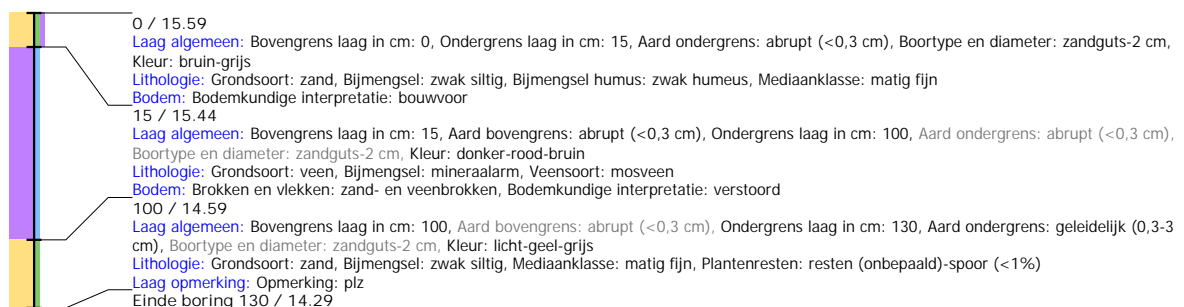 0 / 15.59
Laag algemeen: Bovengrens laag in cm: 0, Ondergrens laag in cm: 15, Aard ondergrens: abrupt (<0,3 cm), Boortype en diameter: zandguts-2 cm,
Kleur: bruin-grijs
Lithologie: Grondsoort: zand, Bijmengsel: zwak siltig, Bijmengsel humus: zwak humeus, Mediaanklasse: matig fijn
Bodem: Bodemkundige interpretatie: bouwvoor
15 / 15.44
Laag algemeen: Bovengrens laag in cm: 15, Aard bovengrens: abrupt (<0,3 cm), Ondergrens laag in cm: 100, Aard ondergrens: abrupt (<0,3 cm),
Boortype en diameter: zandguts-2 cm, Kleur: donker-rood-bruin
Lithologie: Grondsoort: veen, Bijmengsel: mineraalarm, Veensoort: mosveen
Bodem: Brokken en vlekken: zand- en veenbrokken, Bodemkundige interpretatie: verstoord
100 / 14.59
Laag algemeen: Bovengrens laag in cm: 100, Aard bovengrens: abrupt (<0,3 cm), Ondergrens laag in cm: 130, Aard ondergrens: geleidelijk (0,3-3
cm), Boortype en diameter: zandguts-2 cm, Kleur: licht-geel-grijs
Lithologie: Grondsoort: zand, Bijmengsel: zwak siltig, Mediaanklasse: matig fijn, Plantenresten: resten (onbepaald)-spoor (<1%)
Laag opmerking: Opmerking: plz
Einde boring 130 / 14.29